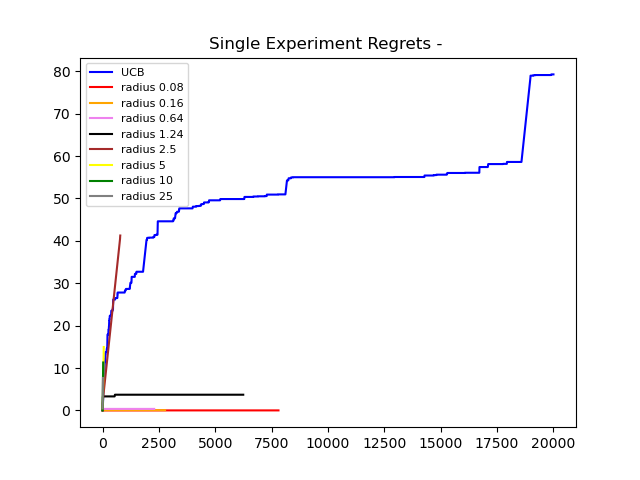 Single Experiment Regrets -
UCB
radius 0.08
radius 0.16
radius 0.64
radius 1.24
radius 2.5
radius 5
radius 10
radius 25
80
70
60
50
40
30
20
10
0
0 2500 5000 7500 10000 12500 15000 17500 20000